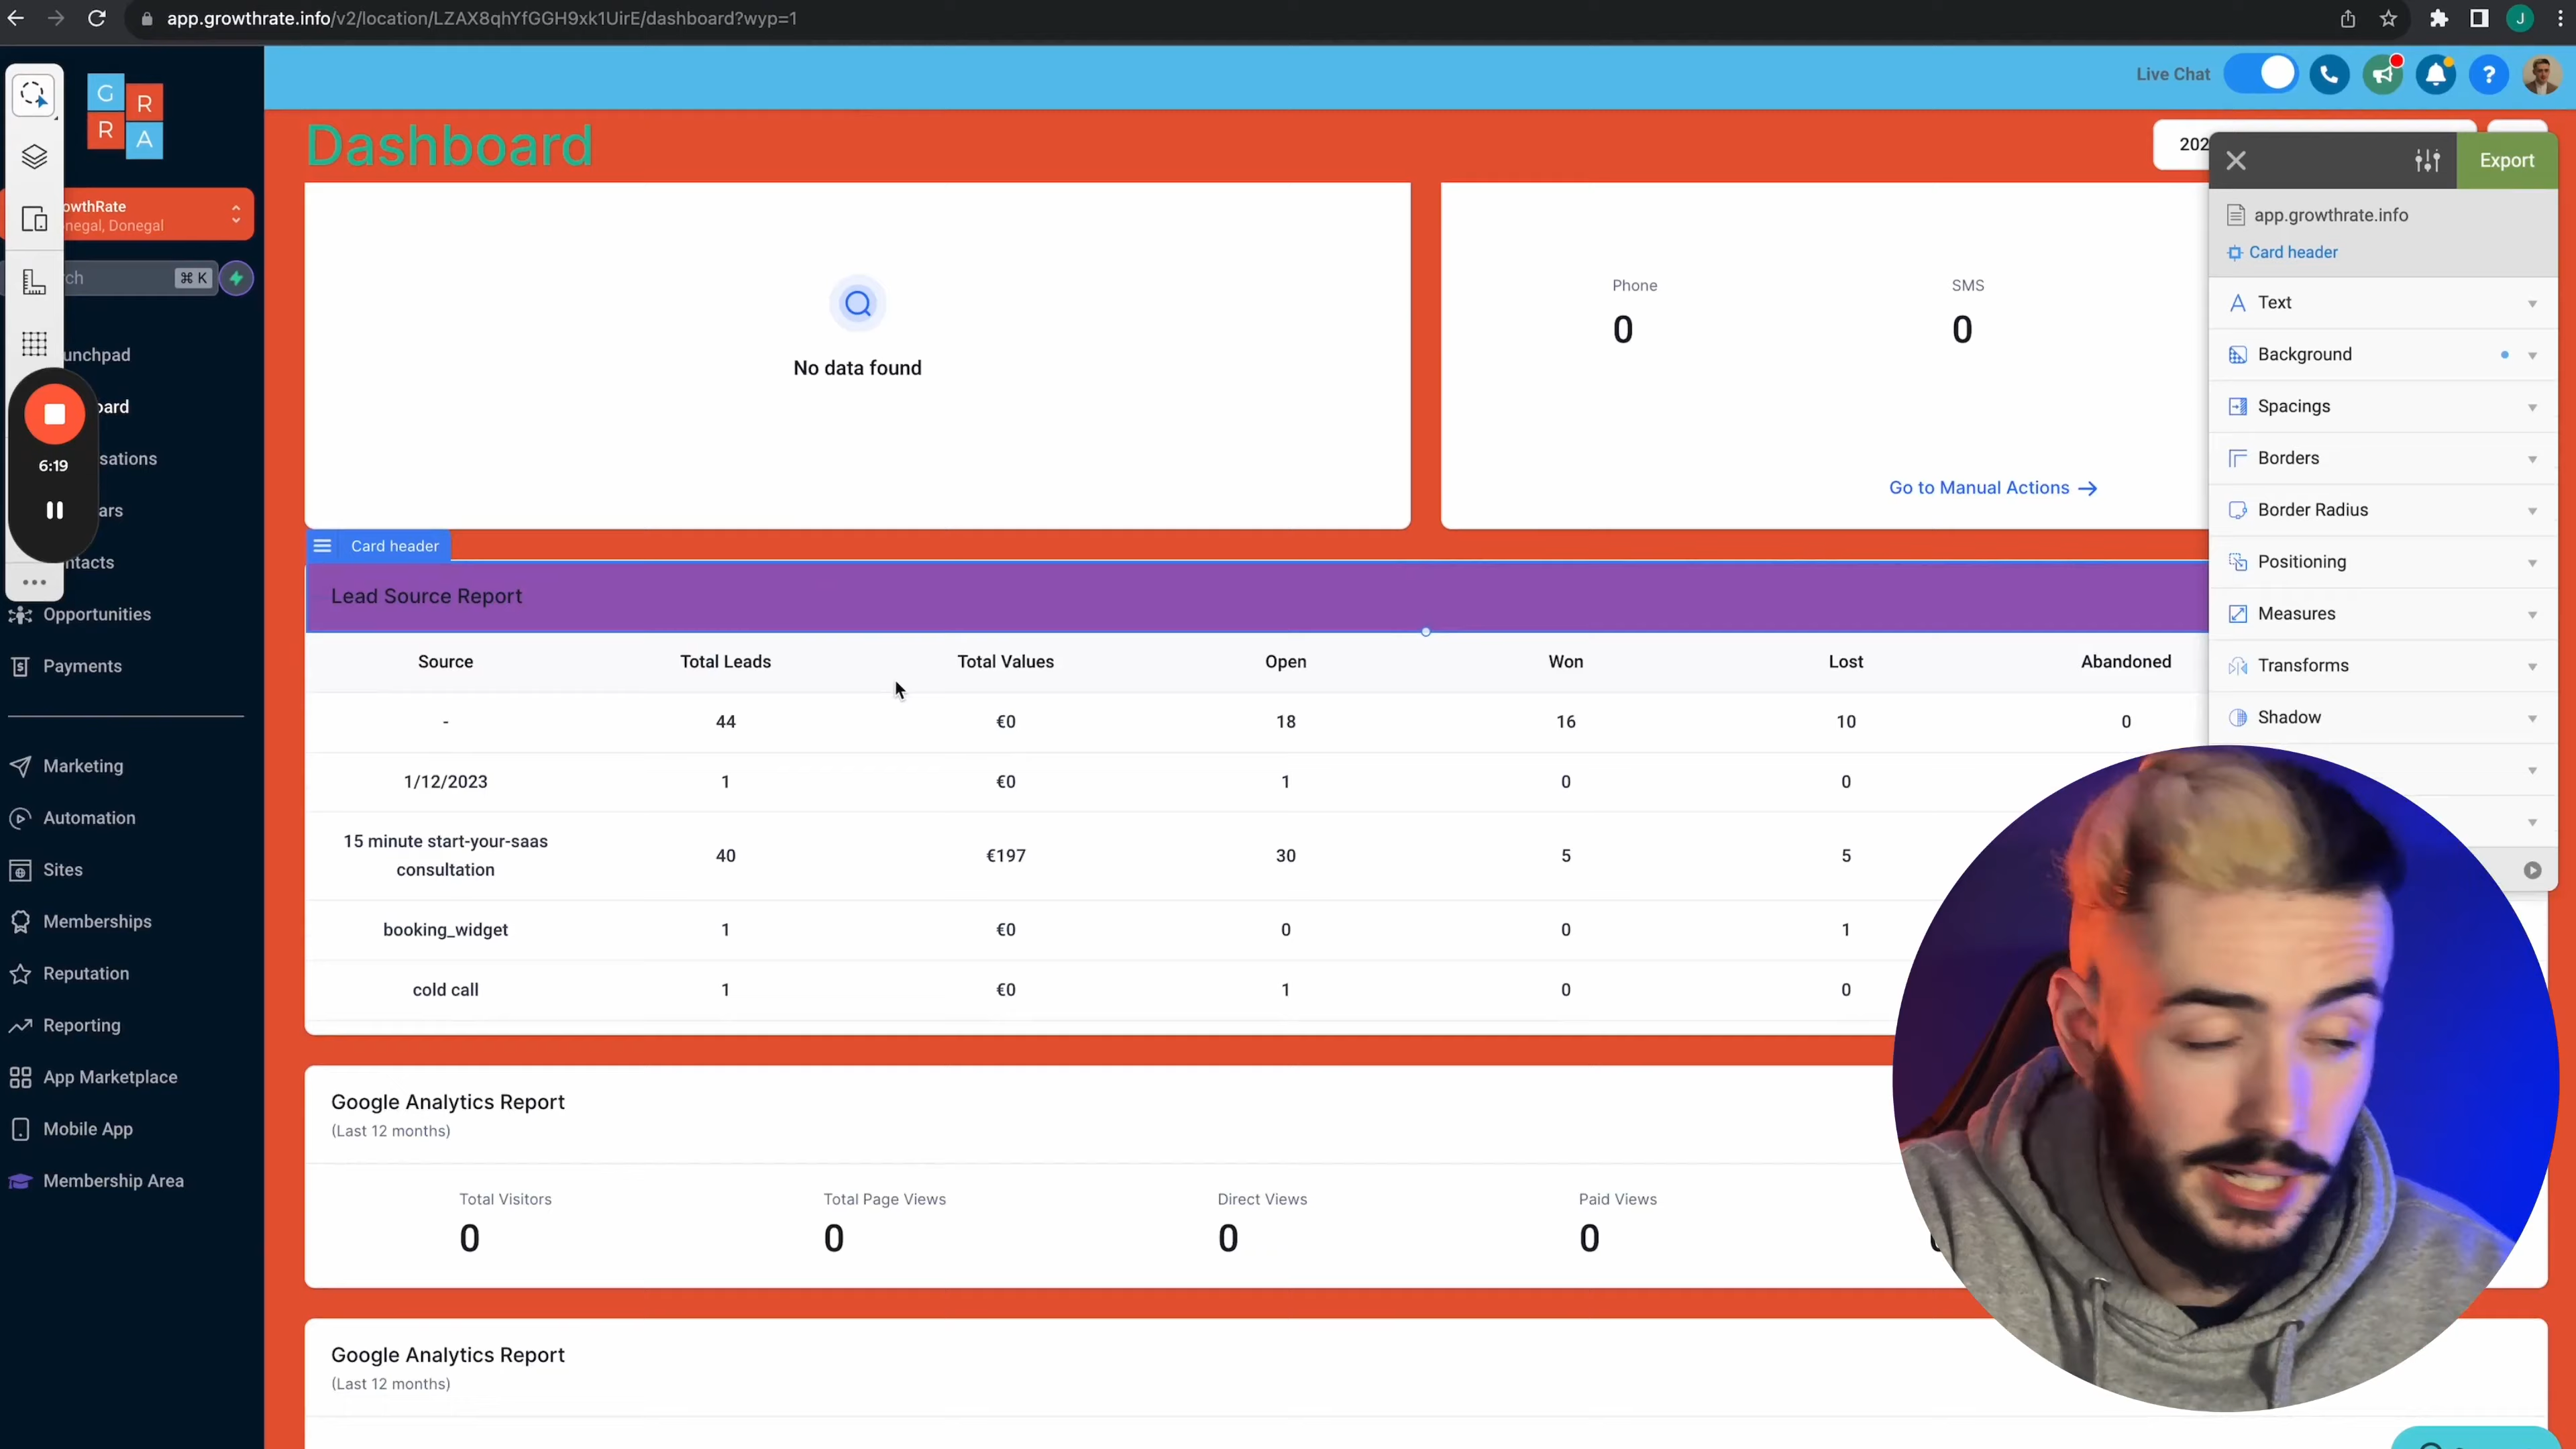 app.growthrate.info/v2/location/LZAX8qhYfGGH9xk1UirE/dashboard?wyp=1
J
G R
R A
Live Chat
?
Dashboard
202
Export
owthRate
negal, Donegal
rch
⌘ K
unchpad
oard
sations
ars
ntacts
Opportunities
Payments
Marketing
Automation
Sites
Memberships
Reputation
Reporting
App Marketplace
Mobile App
Membership Area
6:19
No data found
Phone
0
SMS
0
Go to Manual Actions →
Card header
Lead Source Report
Source Total Leads Total Values Open Won Lost Abandoned
- 44 €0 18 16 10 0
1/12/2023 1 €0 1 0 0
15 minute start-your-saas consultation 40 €197 30 5 5
booking_widget 1 €0 0 0 1
cold call 1 €0 1 0 0
Google Analytics Report
(Last 12 months)
Total Visitors Total Page Views Direct Views Paid Views
0 0 0 0
Google Analytics Report
(Last 12 months)
app.growthrate.info
Card header
Text
Background
Spacings
Borders
Border Radius
Positioning
Measures
Transforms
Shadow